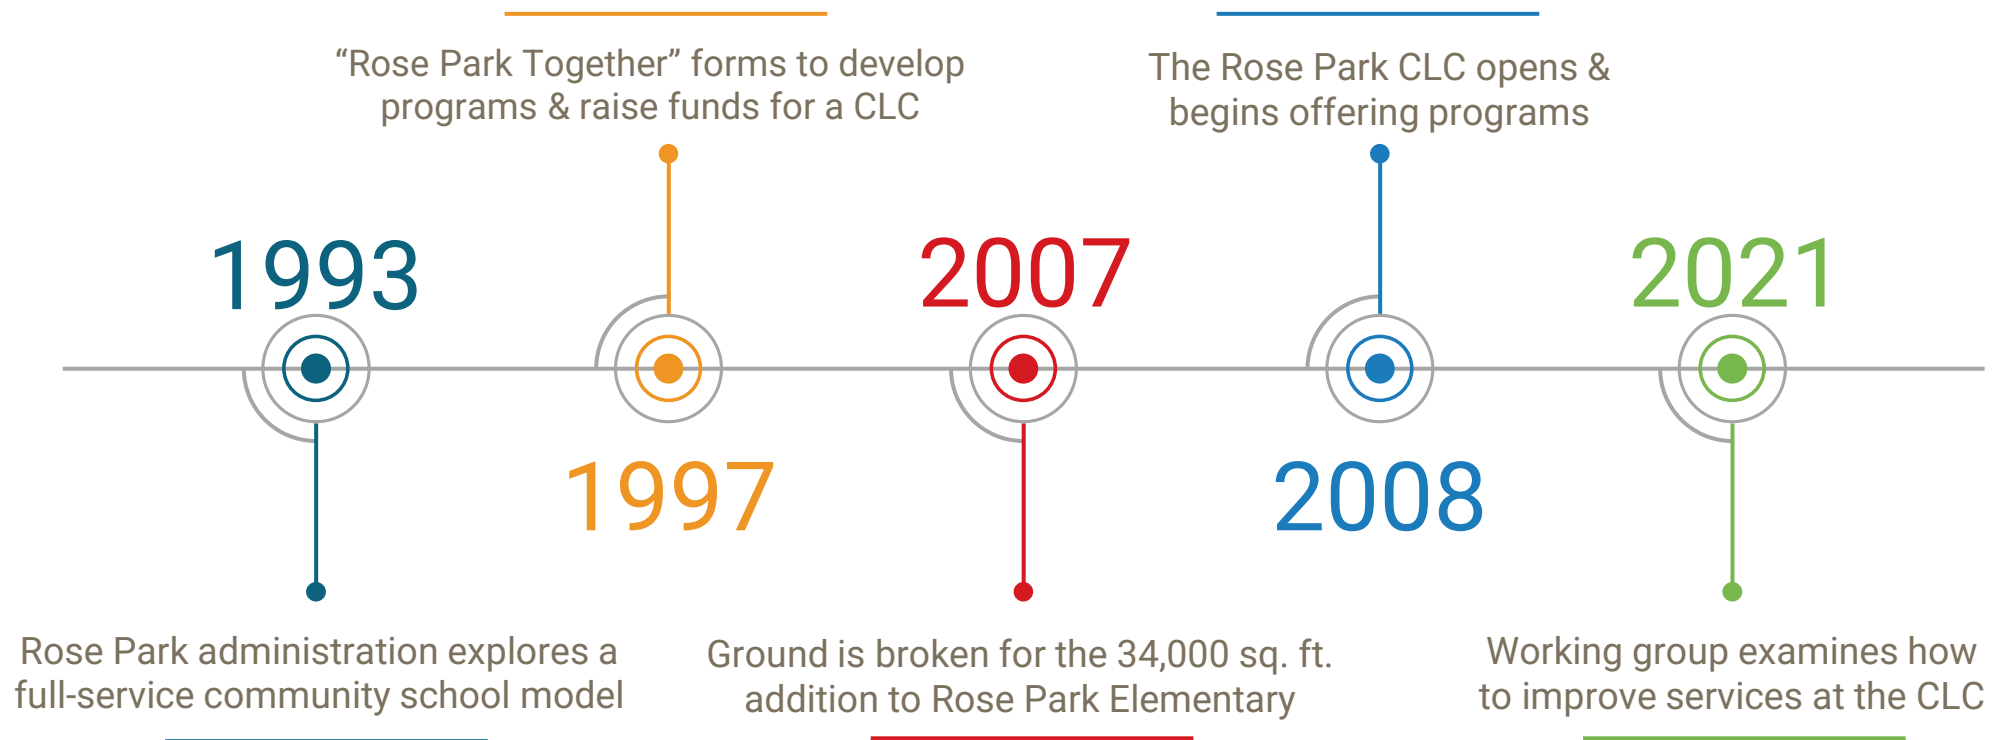 “Rose Park Together” forms to develop
programs & raise funds for a CLC
The Rose Park CLC opens &
begins offering programs
1993
2007
2021
1997
2008
Rose Park administration explores a
full-service community school model
Ground is broken for the 34,000 sq. ft.
addition to Rose Park Elementary
Working group examines how
to improve services at the CLC